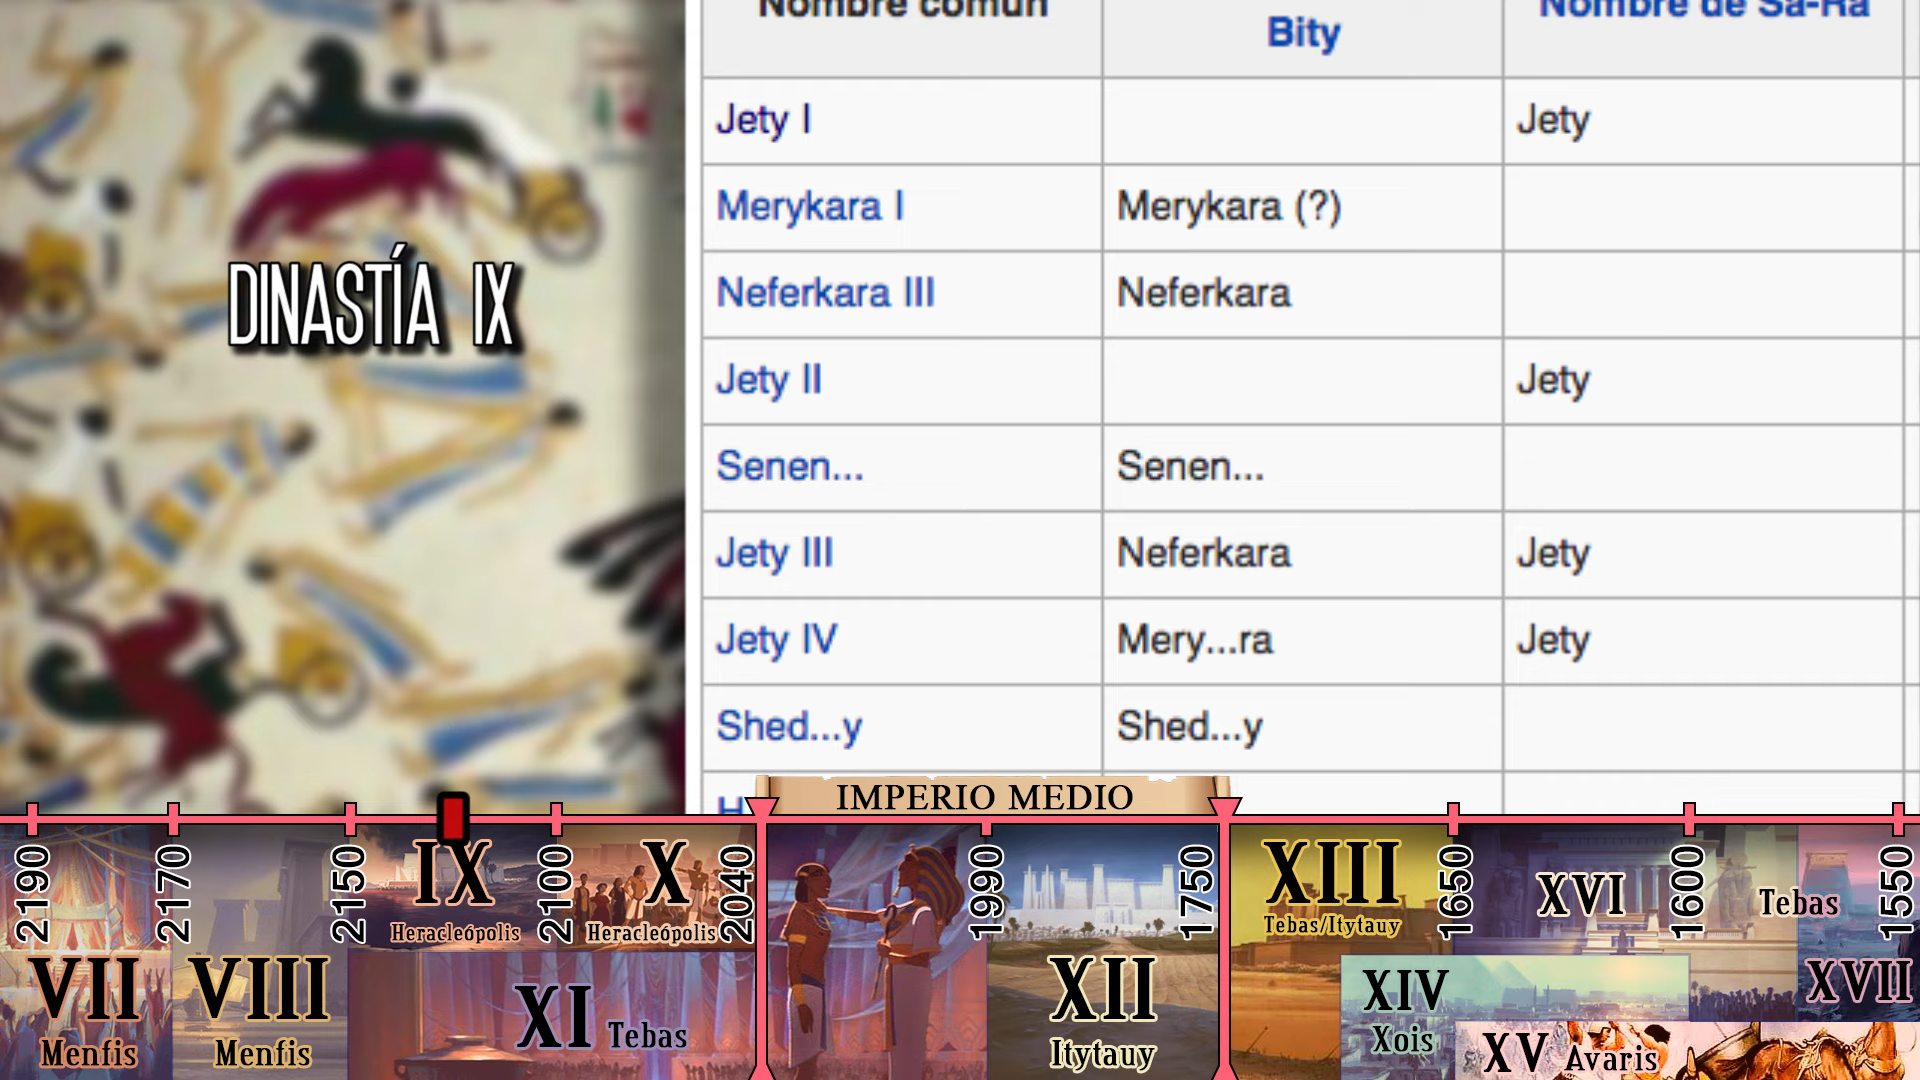 DINASTÍA IX
Nombre común
Bity
Nombre de Sa-Ra
Jety I Jety
Merykara I Merykara (?)
Neferkara III Neferkara
Jety II Jety
Senen... Senen...
Jety III Neferkara Jety
Jety IV Mery...ra Jety
Shed...y Shed...y
H
IMPERIO MEDIO
2190
2170
2150
2100
2040
1990
1750
1650
1600
1550
VII
Menfis
VIII
Menfis
IX
Heracleópolis
X
Heracleópolis
XI Tebas
XII
Itytauy
XIII
Tebas/Itytauy
XIV
Xois
XV Avaris
XVI
Tebas
XVII